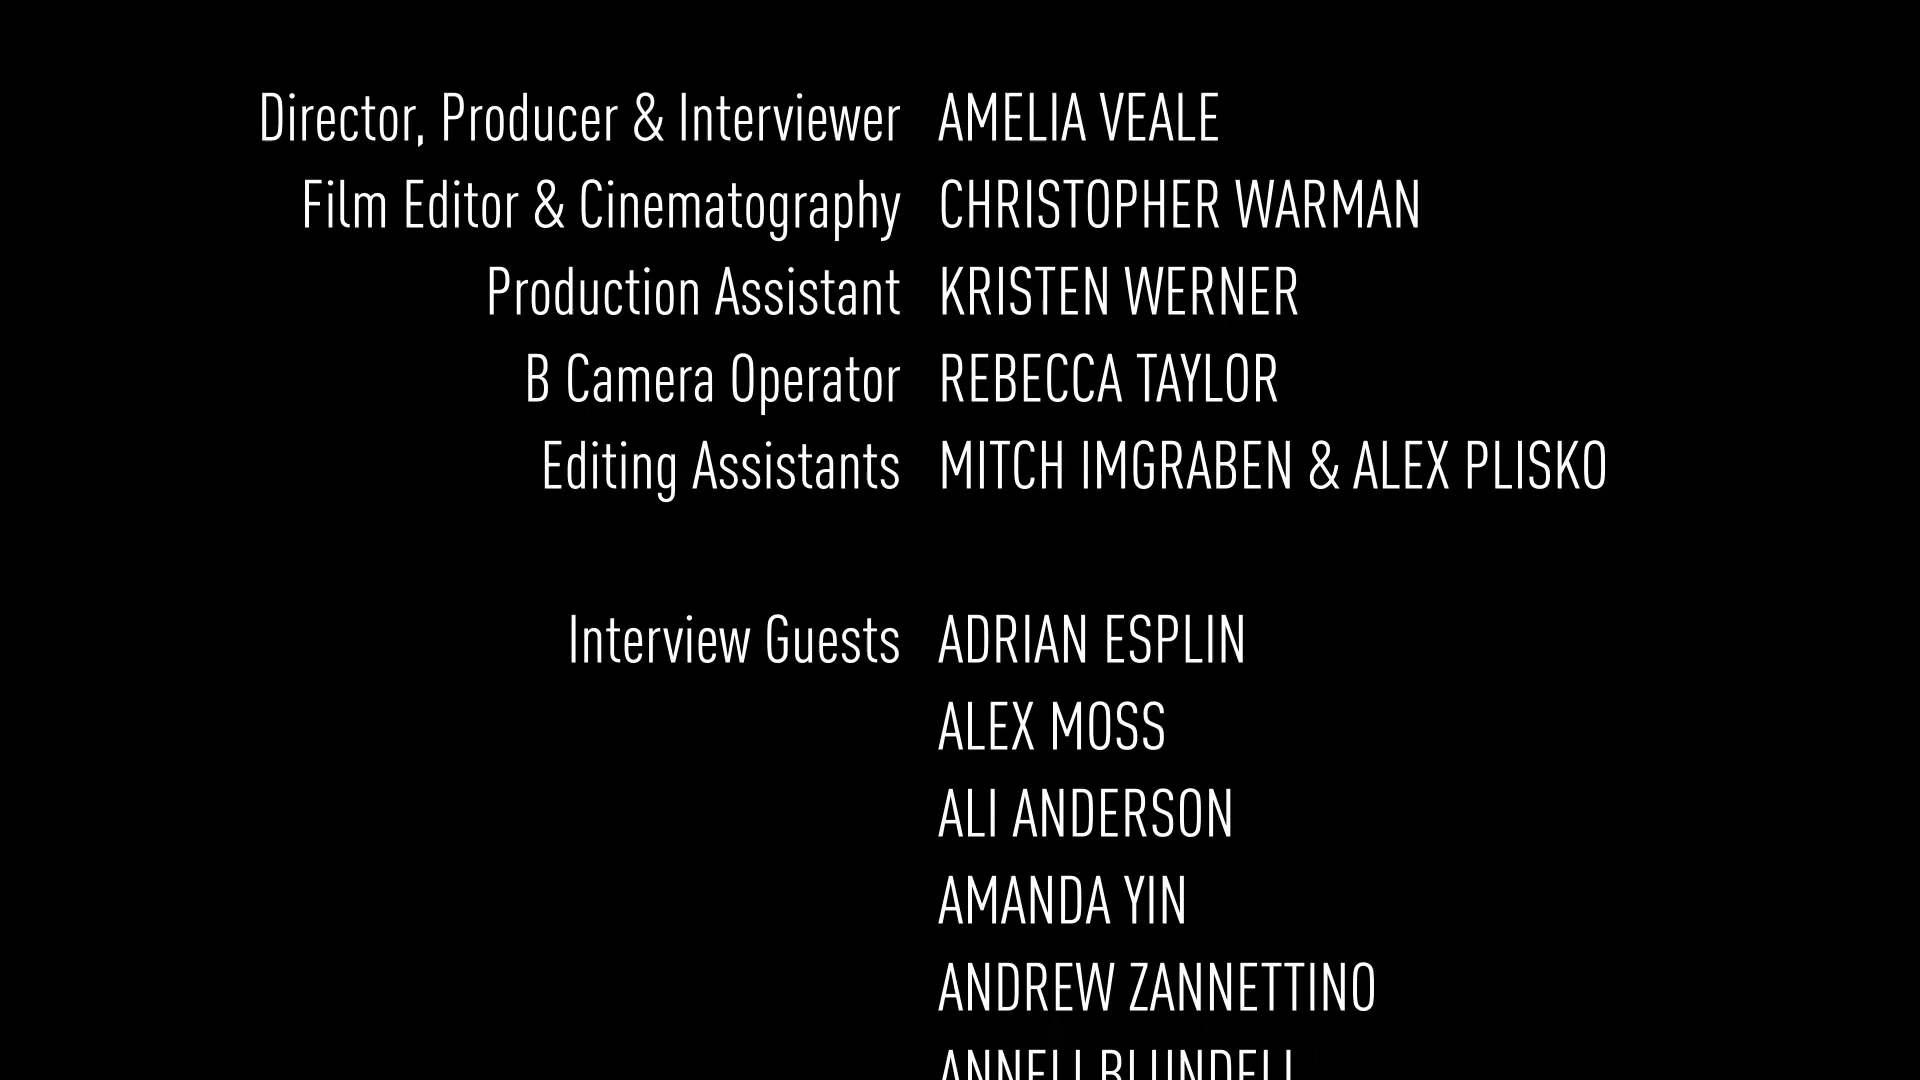 Director, Producer & Interviewer AMELIA VEALE
Film Editor & Cinematography CHRISTOPHER WARMAN
Production Assistant KRISTEN WERNER
B Camera Operator REBECCA TAYLOR
Editing Assistants MITCH IMGRABEN & ALEX PLISKO
Interview Guests ADRIAN ESPLIN
ALEX MOSS
ALI ANDERSON
AMANDA YIN
ANDREW ZANNETTINO